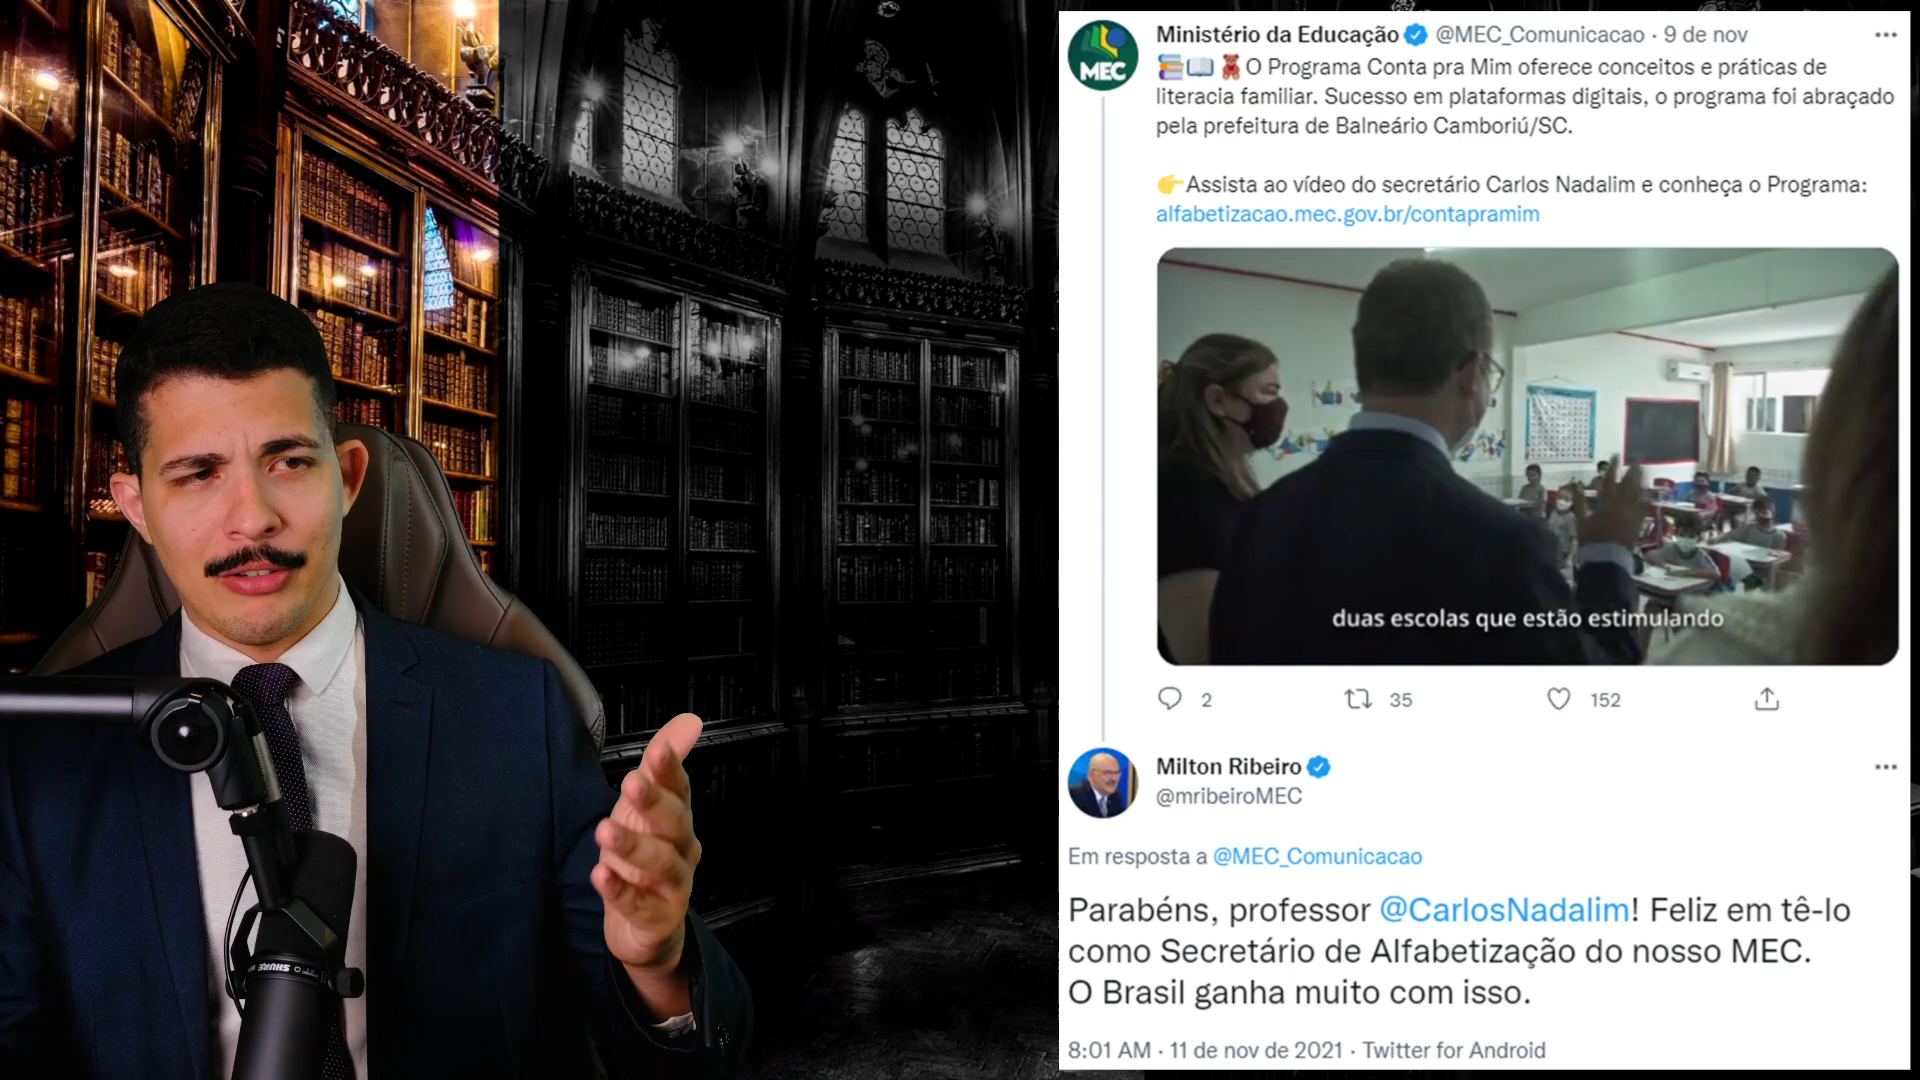 MEC
Ministério da Educação @MEC_Comunicacao · 9 de nov
O Programa Conta pra Mim oferece conceitos e práticas de
literacia familiar. Sucesso em plataformas digitais, o programa foi abraçado
pela prefeitura de Balneário Camboriú/SC.
Assista ao vídeo do secretário Carlos Nadalim e conheça o Programa:
alfabetizacao.mec.gov.br/contapramim
duas escolas que estão estimulando
2 35 152
Milton Ribeiro
@mribeiroMEC
Em resposta a @MEC_Comunicacao
Parabéns, professor @CarlosNadalim! Feliz em tê-lo
como Secretário de Alfabetização do nosso MEC.
O Brasil ganha muito com isso.
8:01 AM · 11 de nov de 2021 · Twitter for Android
SHURE